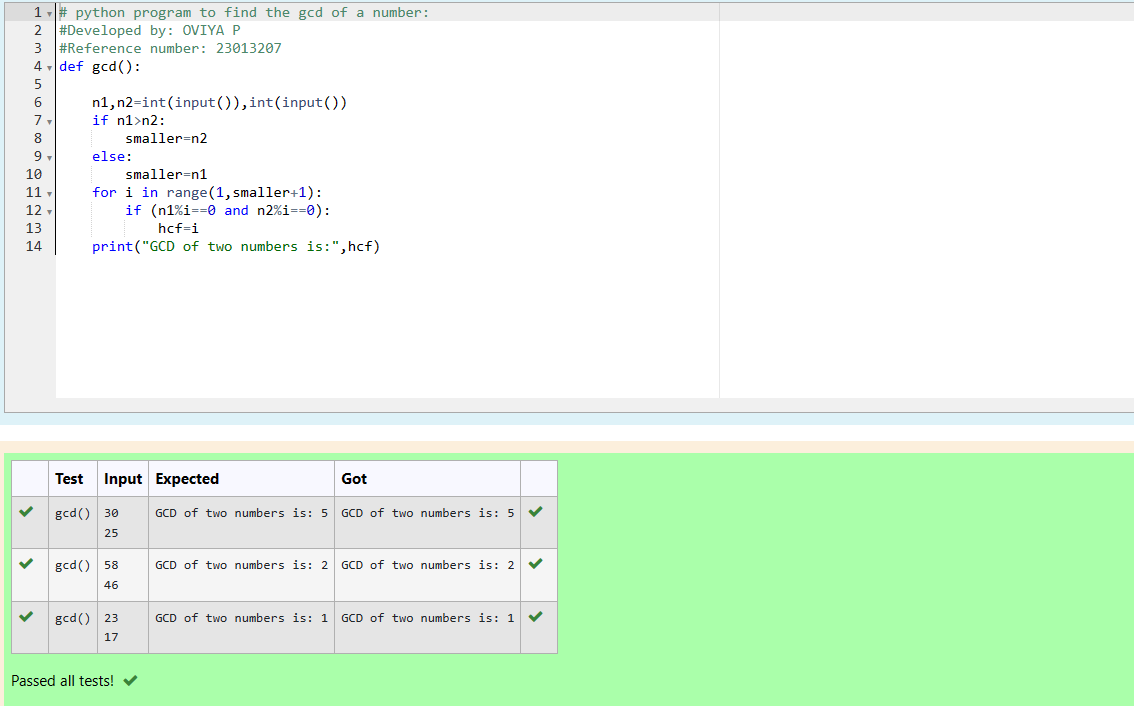 1 # python program to find the gcd of a number:
2 #Developed by: OVIYA P
3 #Reference number: 23013207
4 def gcd():
5
6     n1,n2=int(input()),int(input())
7     if n1>n2:
8         smaller=n2
9     else:
10         smaller=n1
11     for i in range(1,smaller+1):
12         if (n1%i==0 and n2%i==0):
13             hcf=i
14     print("GCD of two numbers is:",hcf)
Test Input Expected Got
gcd() 30 GCD of two numbers is: 5 GCD of two numbers is: 5
25
gcd() 58 GCD of two numbers is: 2 GCD of two numbers is: 2
46
gcd() 23 GCD of two numbers is: 1 GCD of two numbers is: 1
17
Passed all tests!